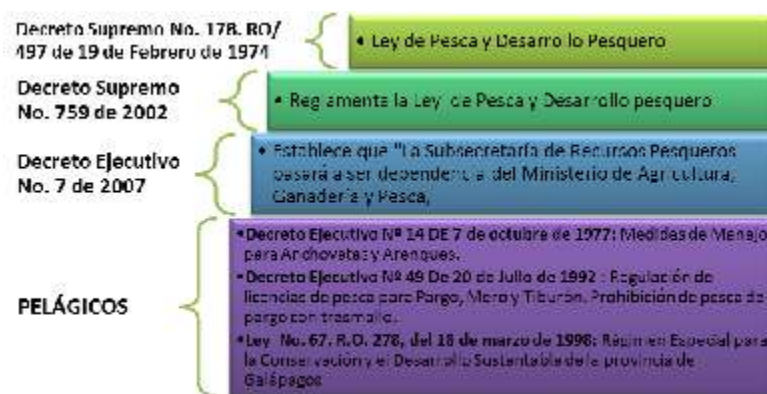 Decreto Supremo No. 178. RO/
497 de 19 de Febrero de 1974
• Ley de Pesca y Desarrollo Pesquero
Decreto Supremo
No. 759 de 2002
• Reglamenta la Ley de Pesca y Desarrollo pesquero
Decreto Ejecutivo
No. 7 de 2007
• Establece que "La Subsecretaría de Recursos Pesqueros
pasará a ser dependencia del Ministerio de Agricultura,
Ganadería y Pesca,
PELÁGICOS
•Decreto Ejecutivo Nº 14 DE 7 de octubre de 1977: Medidas de Manejo
para Anchovetas y Arenques.
•Decreto Ejecutivo Nº 49 De 20 de Julio de 1992 : Regulación de
licencias de pesca para Pargo, Mero y Tiburón. Prohibición de pesca de
pargo con trasmallo.
•Ley No. 67. R.O. 278, del 18 de marzo de 1998: Régimen Especial para
la Conservación y el Desarrollo Sustentable de la provincia de
Galápagos